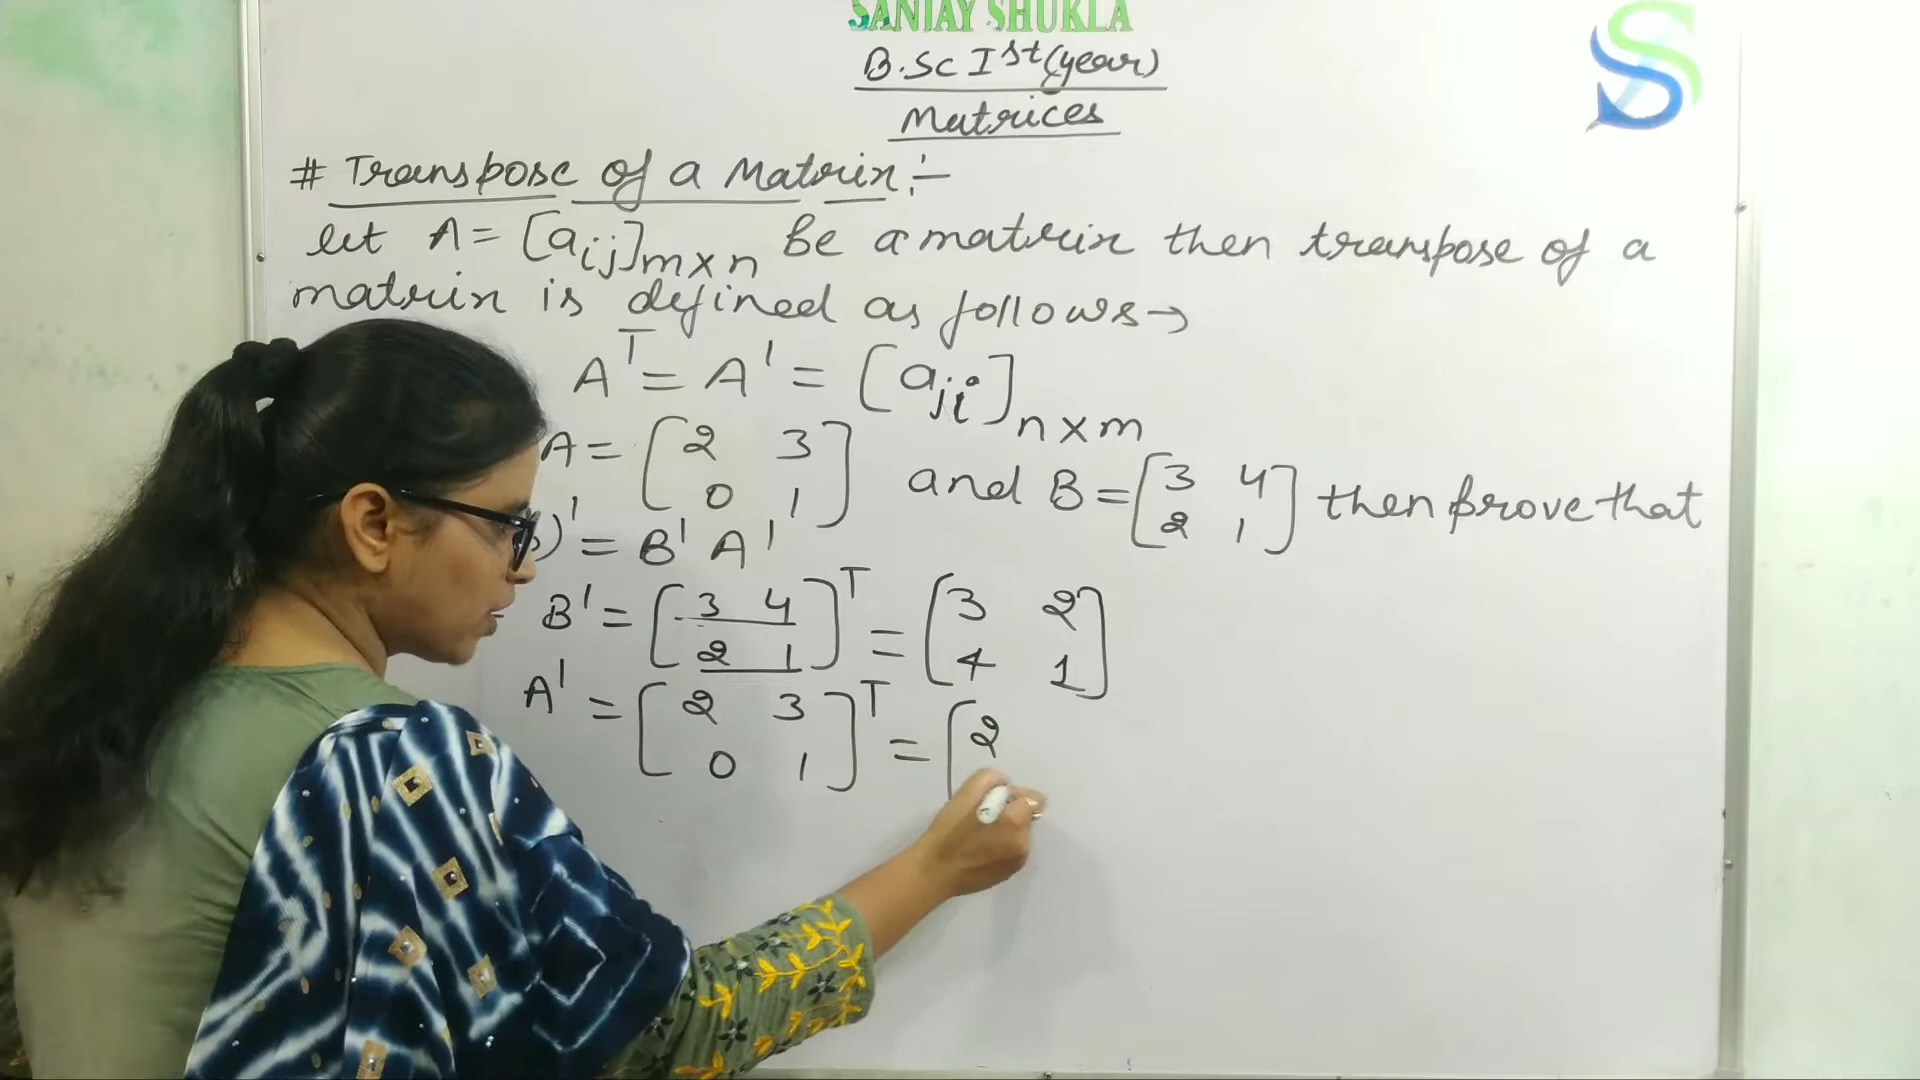 SANJAY SHUKLA
B.Sc Ist (year)
Matrices
# Transpose of a Matrix :-
let A = [aij]m×n be a matrix then transpose of a
matrix is defined as follows →
A^T = A' = [aji]n×m
A = [2 3
0 1] and B = [3 4
2 1] then prove that
)' = B' A'
B' = [3 4
2 1]^T = [3 2
4 1]
A' = [2 3
0 1]^T = [2